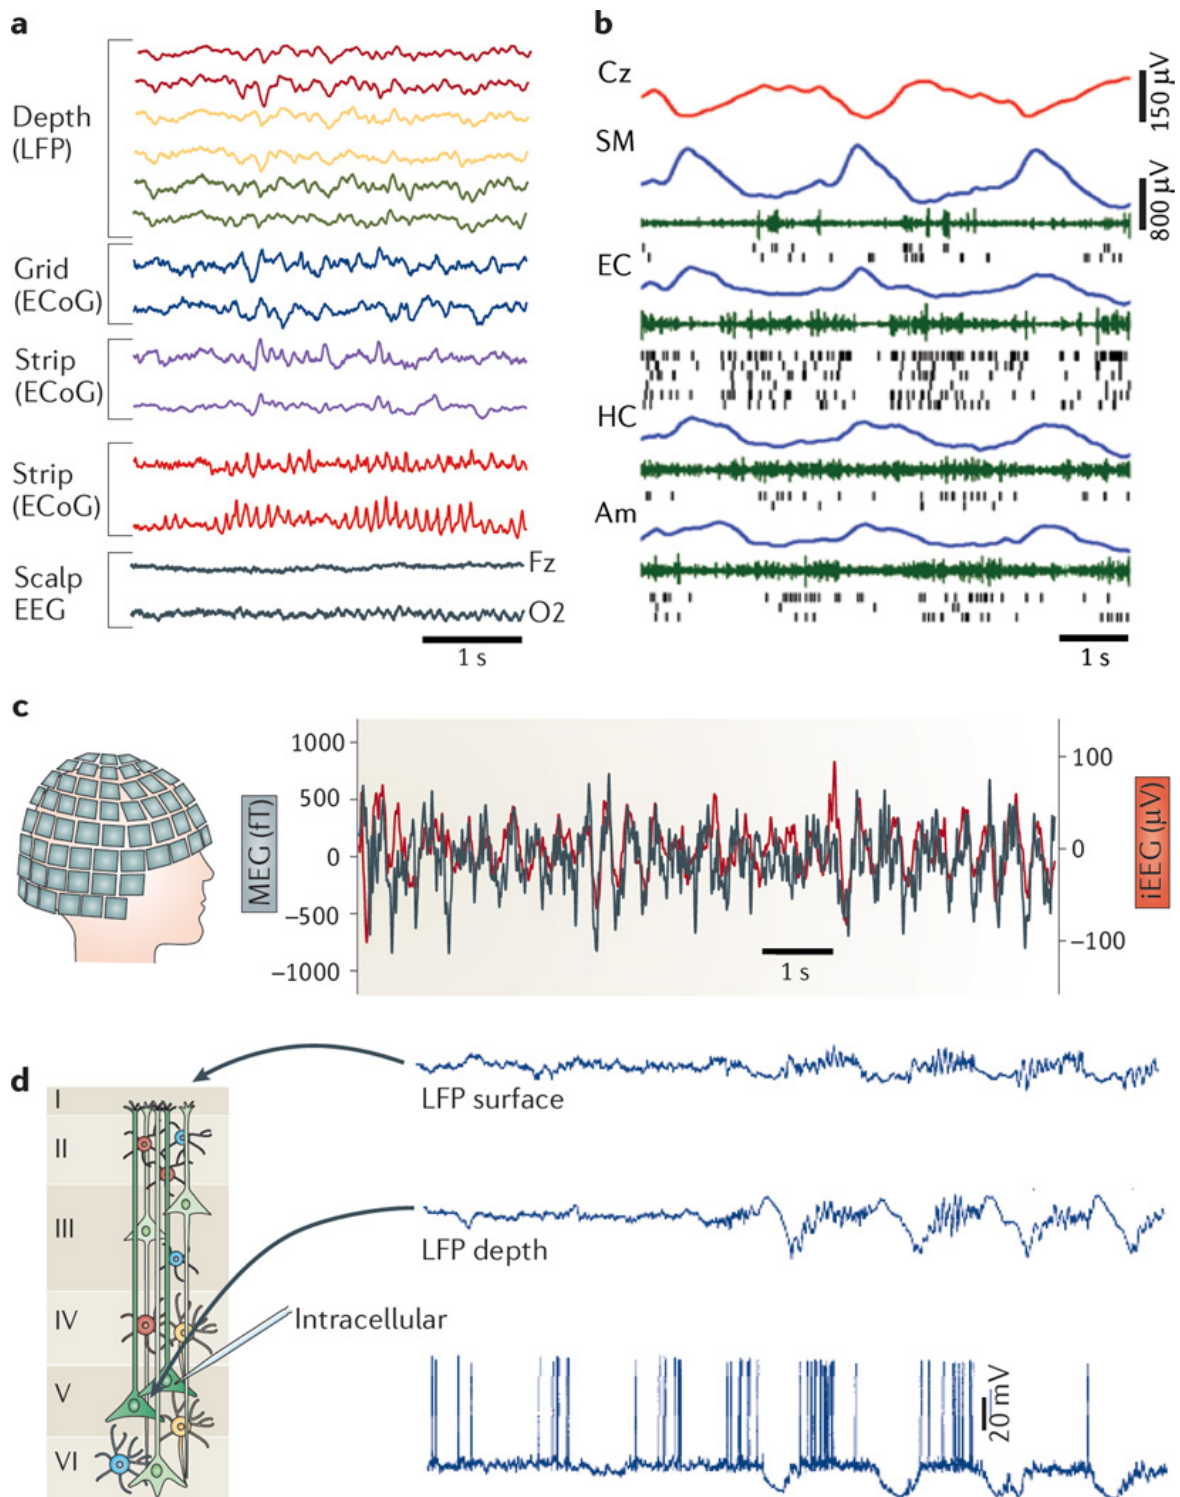 a
Depth
(LFP)
Grid
(ECoG)
Strip
(ECoG)
Strip
(ECoG)
Scalp
EEG
Fz
O2
1 s
b
Cz
150 µV
SM
800 µV
EC
HC
Am
1 s
c
MEG (fT)
1000
500
0
−500
−1000
1 s
100
0
−100
iEEG (µV)
d
I
II
III
IV
V
VI
LFP surface
LFP depth
Intracellular
20 mV